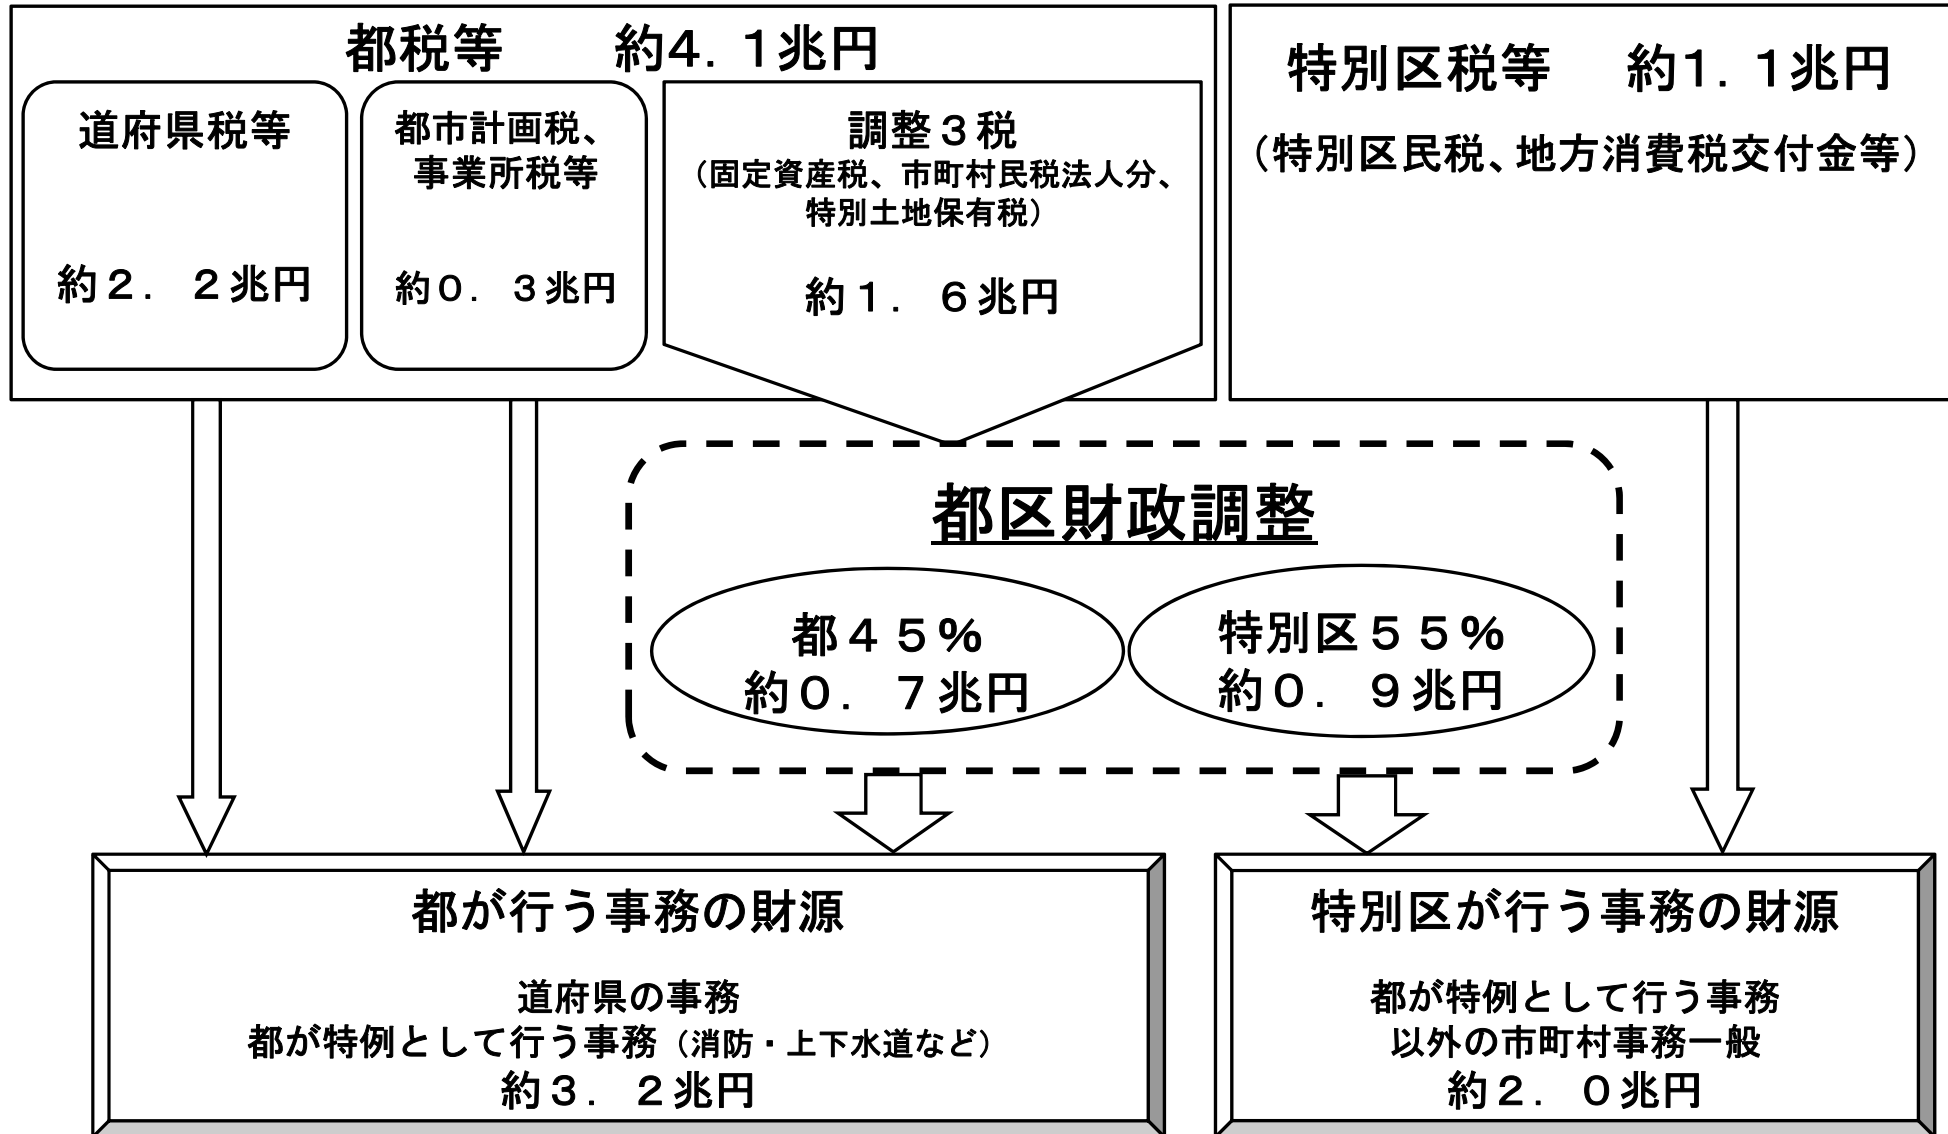 都税等　　約4．1兆円
道府県税等
約２．２兆円
都市計画税、
事業所税等
約０．３兆円
調整３税
（固定資産税、市町村民税法人分、
特別土地保有税）
約１．６兆円
特別区税等　約1．1兆円
（特別区民税、地方消費税交付金等）
都区財政調整
都４５％
約０．７兆円
特別区５５％
約０．９兆円
都が行う事務の財源
道府県の事務
都が特例として行う事務（消防・上下水道など）
約３．２兆円
特別区が行う事務の財源
都が特例として行う事務
以外の市町村事務一般
約２．０兆円